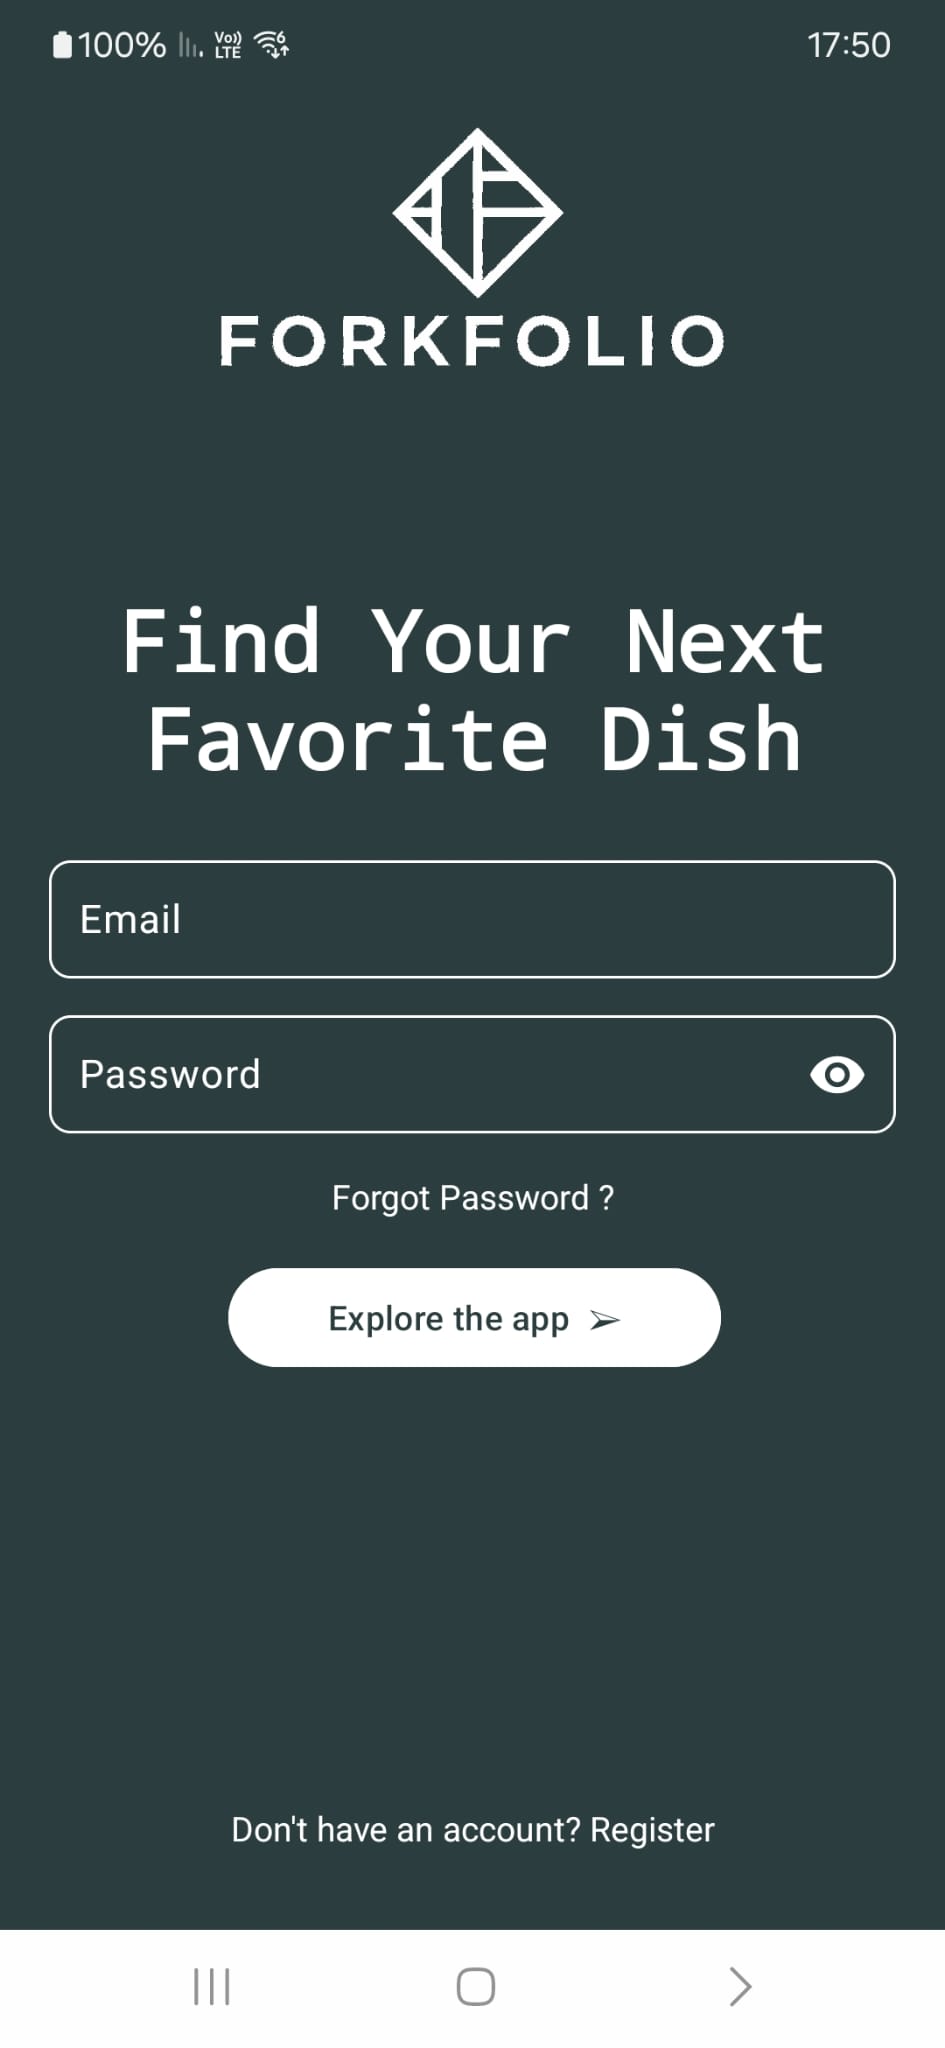 100% Vo)) LTE 6 17:50
FORKFOLIO
Find Your Next
Favorite Dish
Email
Password
Forgot Password ?
Explore the app ➢
Don't have an account? Register